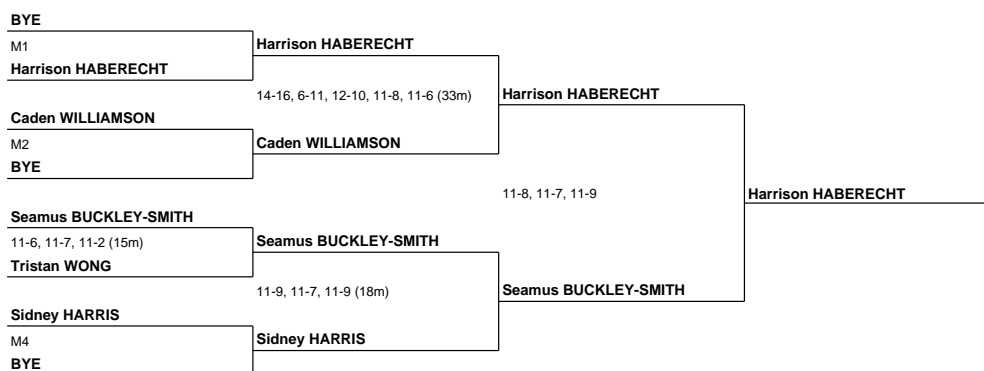 BYE
M1
Harrison HABERECHT
Harrison HABERECHT
14-16, 6-11, 12-10, 11-8, 11-6 (33m)
Harrison HABERECHT
Caden WILLIAMSON
M2
Caden WILLIAMSON
BYE
11-8, 11-7, 11-9
Harrison HABERECHT
Seamus BUCKLEY-SMITH
11-6, 11-7, 11-2 (15m)
Seamus BUCKLEY-SMITH
Tristan WONG
11-9, 11-7, 11-9 (18m)
Seamus BUCKLEY-SMITH
Sidney HARRIS
M4
Sidney HARRIS
BYE